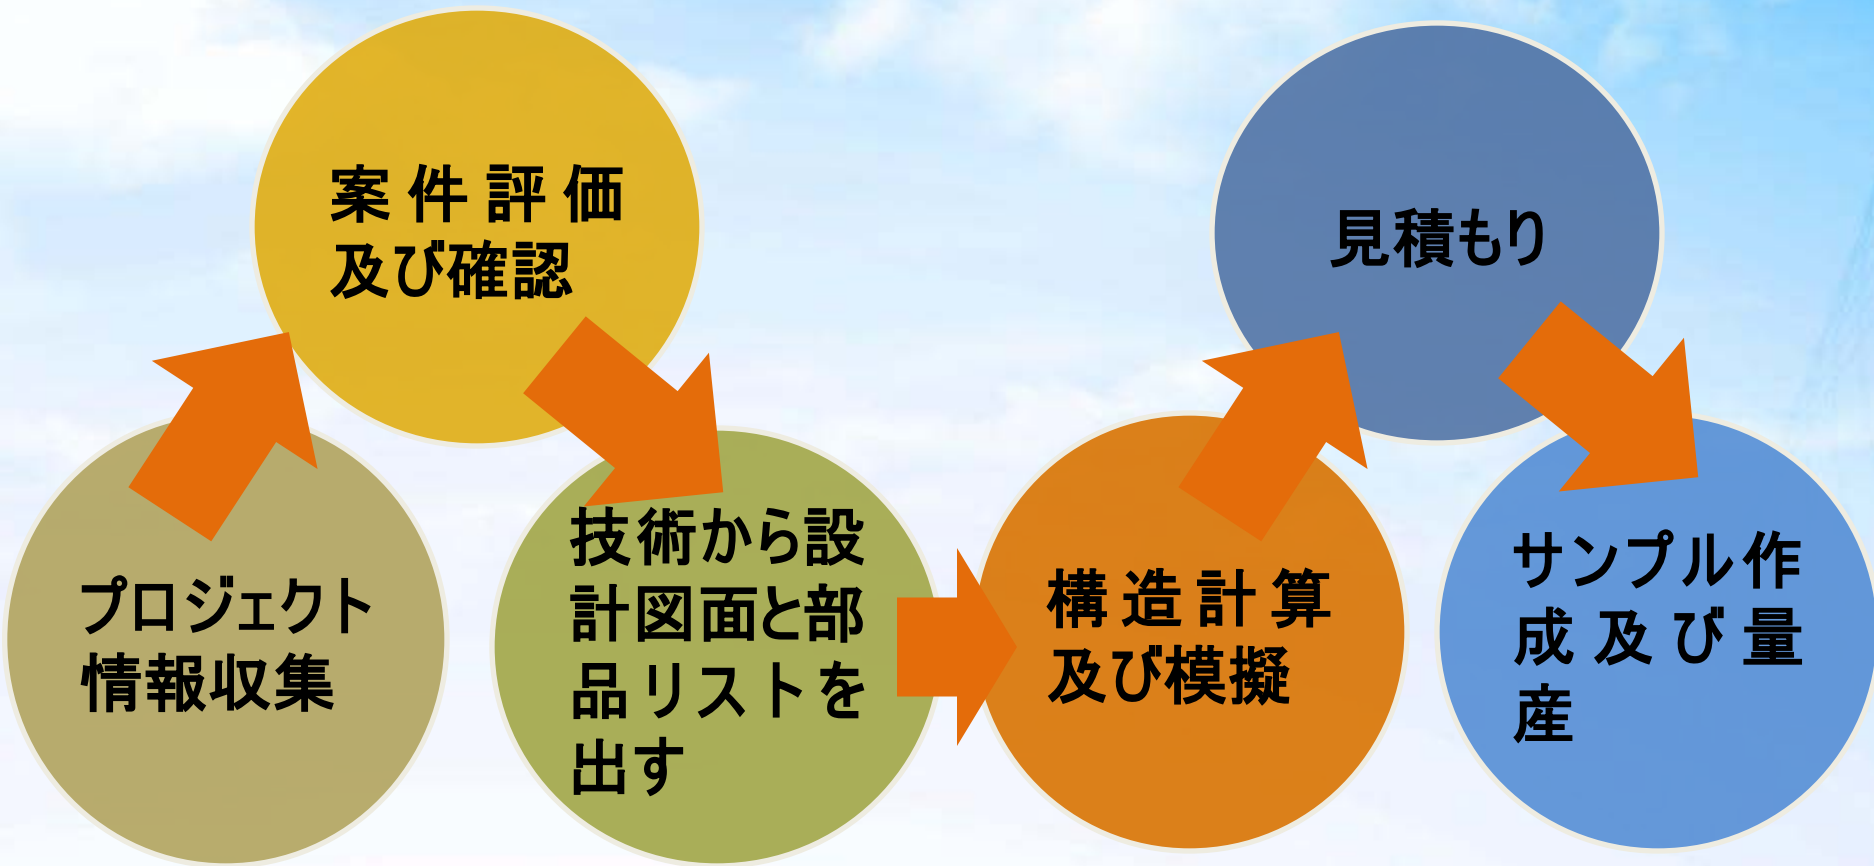 プロジェクト
情報収集
案件評価
及び確認
技術から設
計図面と部
品リストを
出す
構造計算
及び模擬
見積もり
サンプル作
成及び量
産